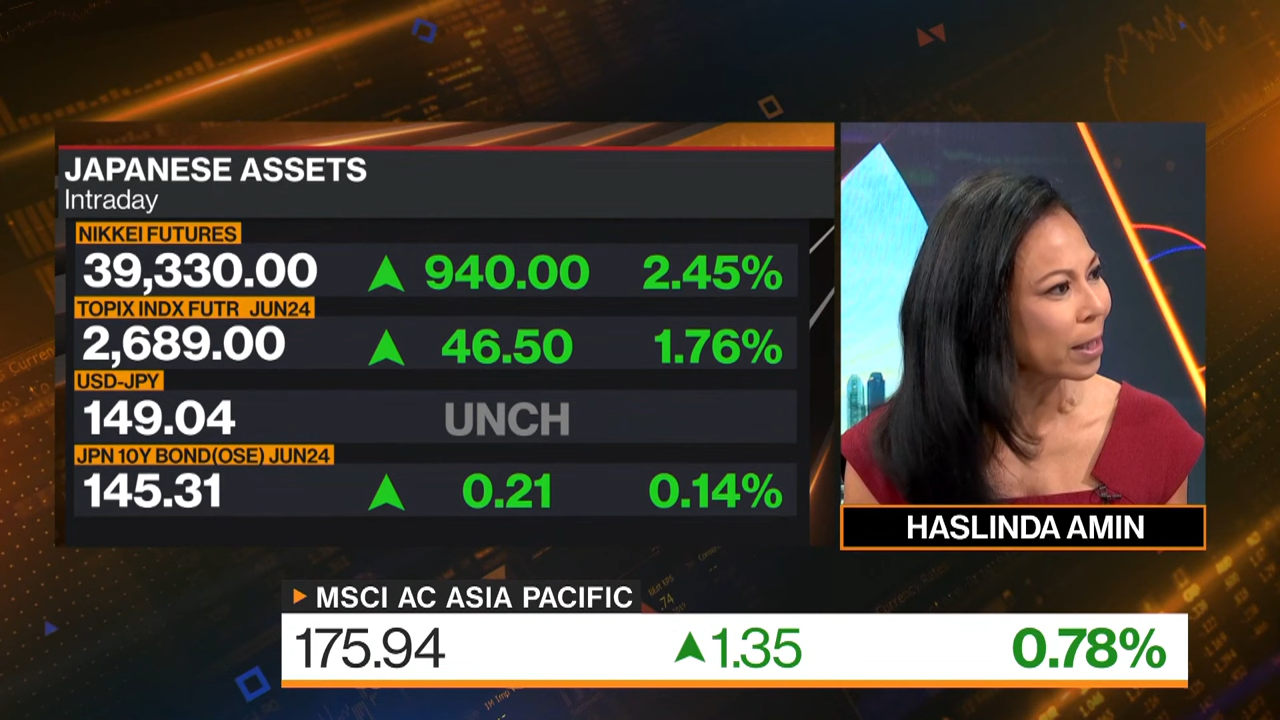 JAPANESE ASSETS
Intraday
NIKKEI FUTURES
39,330.00 ▲ 940.00 2.45%
TOPIX INDX FUTR JUN24
2,689.00 ▲ 46.50 1.76%
USD-JPY
149.04 UNCH
JPN 10Y BOND(OSE) JUN24
145.31 ▲ 0.21 0.14%
HASLINDA AMIN
MSCI AC ASIA PACIFIC
175.94 ▲1.35 0.78%